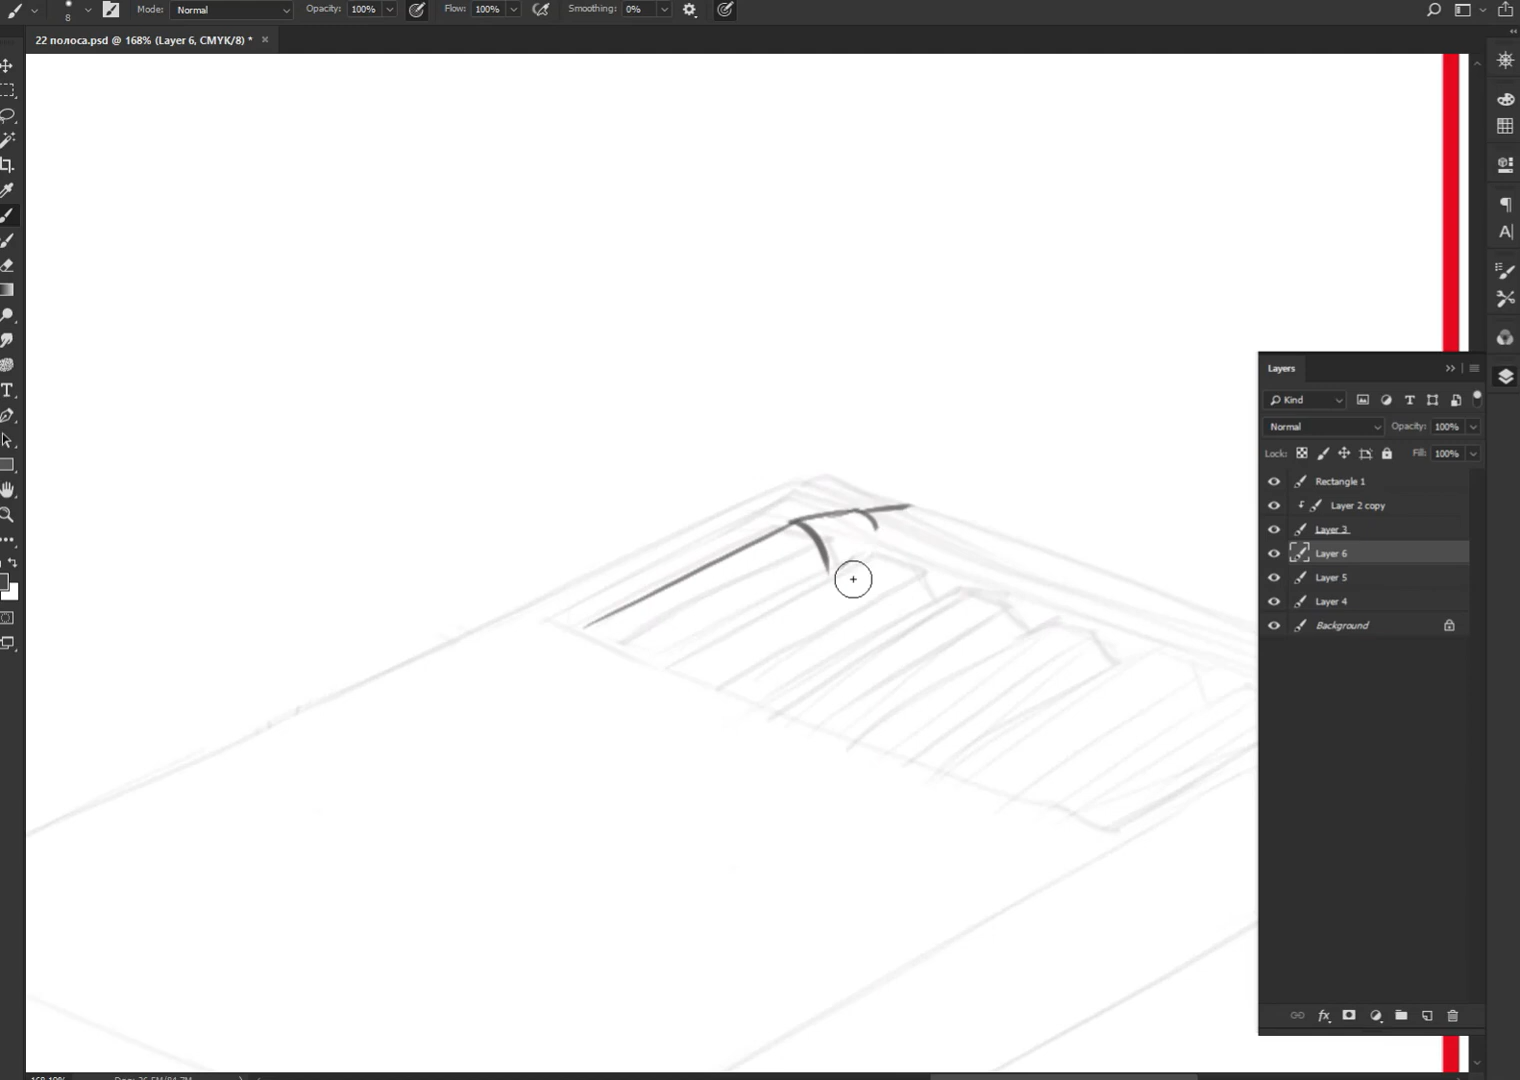 8 Mode: Normal Opacity: 100% Flow: 100% Smoothing: 0%
22 полоса.psd @ 168% (Layer 6, CMYK/8) * ×
Layers
Kind
Normal Opacity: 100%
Lock: Fill: 100%
Rectangle 1
Layer 2 copy
Layer 3
Layer 6
Layer 5
Layer 4
Background